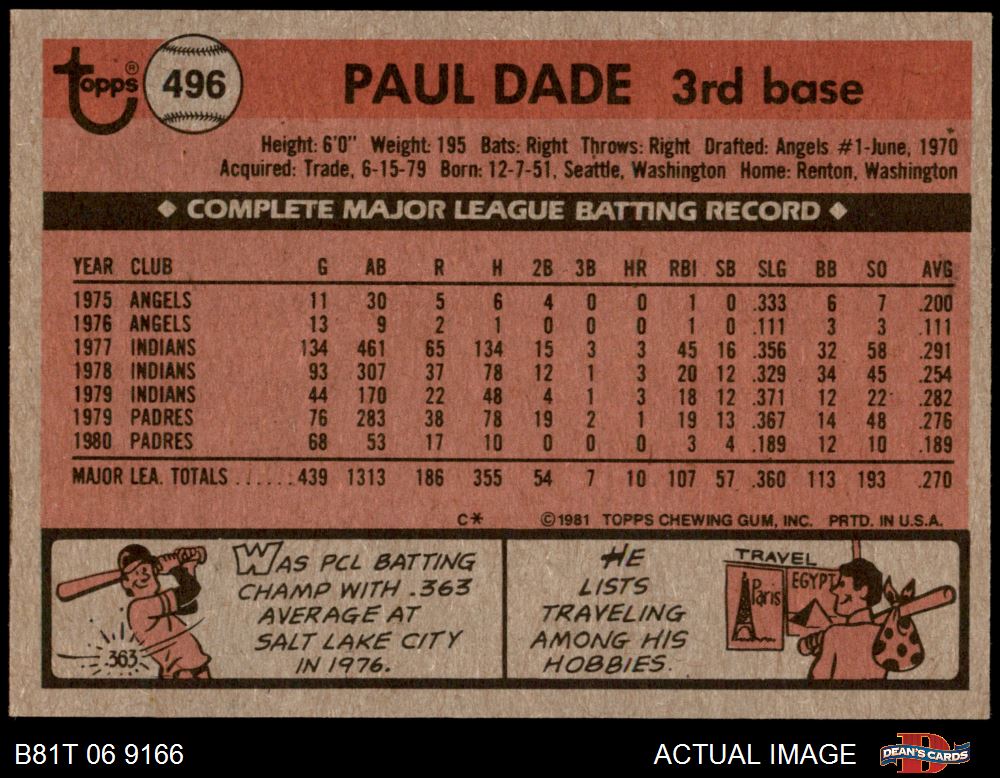 topps® 496 PAUL DADE 3rd base
Height: 6'0" Weight: 195 Bats: Right Throws: Right Drafted: Angels #1-June, 1970
Acquired: Trade, 6-15-79 Born: 12-7-51, Seattle, Washington Home: Renton, Washington
◆ COMPLETE MAJOR LEAGUE BATTING RECORD ◆
YEAR CLUB G AB R H 2B 3B HR RBI SB SLG BB SO AVG.
1975 ANGELS 11 30 5 6 4 0 0 1 0 .333 6 7 .200
1976 ANGELS 13 9 2 1 0 0 0 1 0 .111 3 3 .111
1977 INDIANS 134 461 65 134 15 3 3 45 16 .356 32 58 .291
1978 INDIANS 93 307 37 78 12 1 3 20 12 .329 34 45 .254
1979 INDIANS 44 170 22 48 4 1 3 18 12 .371 12 22 .282
1979 PADRES 76 283 38 78 19 2 1 19 13 .367 14 48 .276
1980 PADRES 68 53 17 10 0 0 0 3 4 .189 12 10 .189
MAJOR LEA. TOTALS ......439 1313 186 355 54 7 10 107 57 .360 113 193 .270
C* ©1981 TOPPS CHEWING GUM, INC. PRTD. IN U.S.A.
WAS PCL BATTING
CHAMP WITH .363
AVERAGE AT
SALT LAKE CITY
IN 1976.
.363
HE
LISTS
TRAVELING
AMONG HIS
HOBBIES.
TRAVEL
Paris
EGYPT
B81T 06 9166 ACTUAL IMAGE DEAN'S CARDS